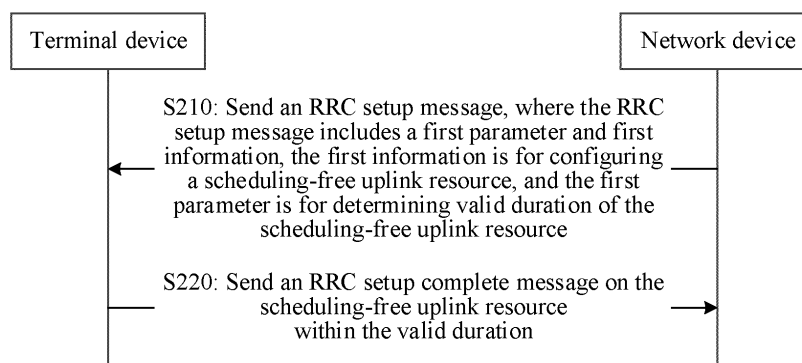 Terminal device
Network device
S210: Send an RRC setup message, where the RRC
setup message includes a first parameter and first
information, the first information is for configuring
a scheduling-free uplink resource, and the first
parameter is for determining valid duration of the
scheduling-free uplink resource
S220: Send an RRC setup complete message on the
scheduling-free uplink resource
within the valid duration